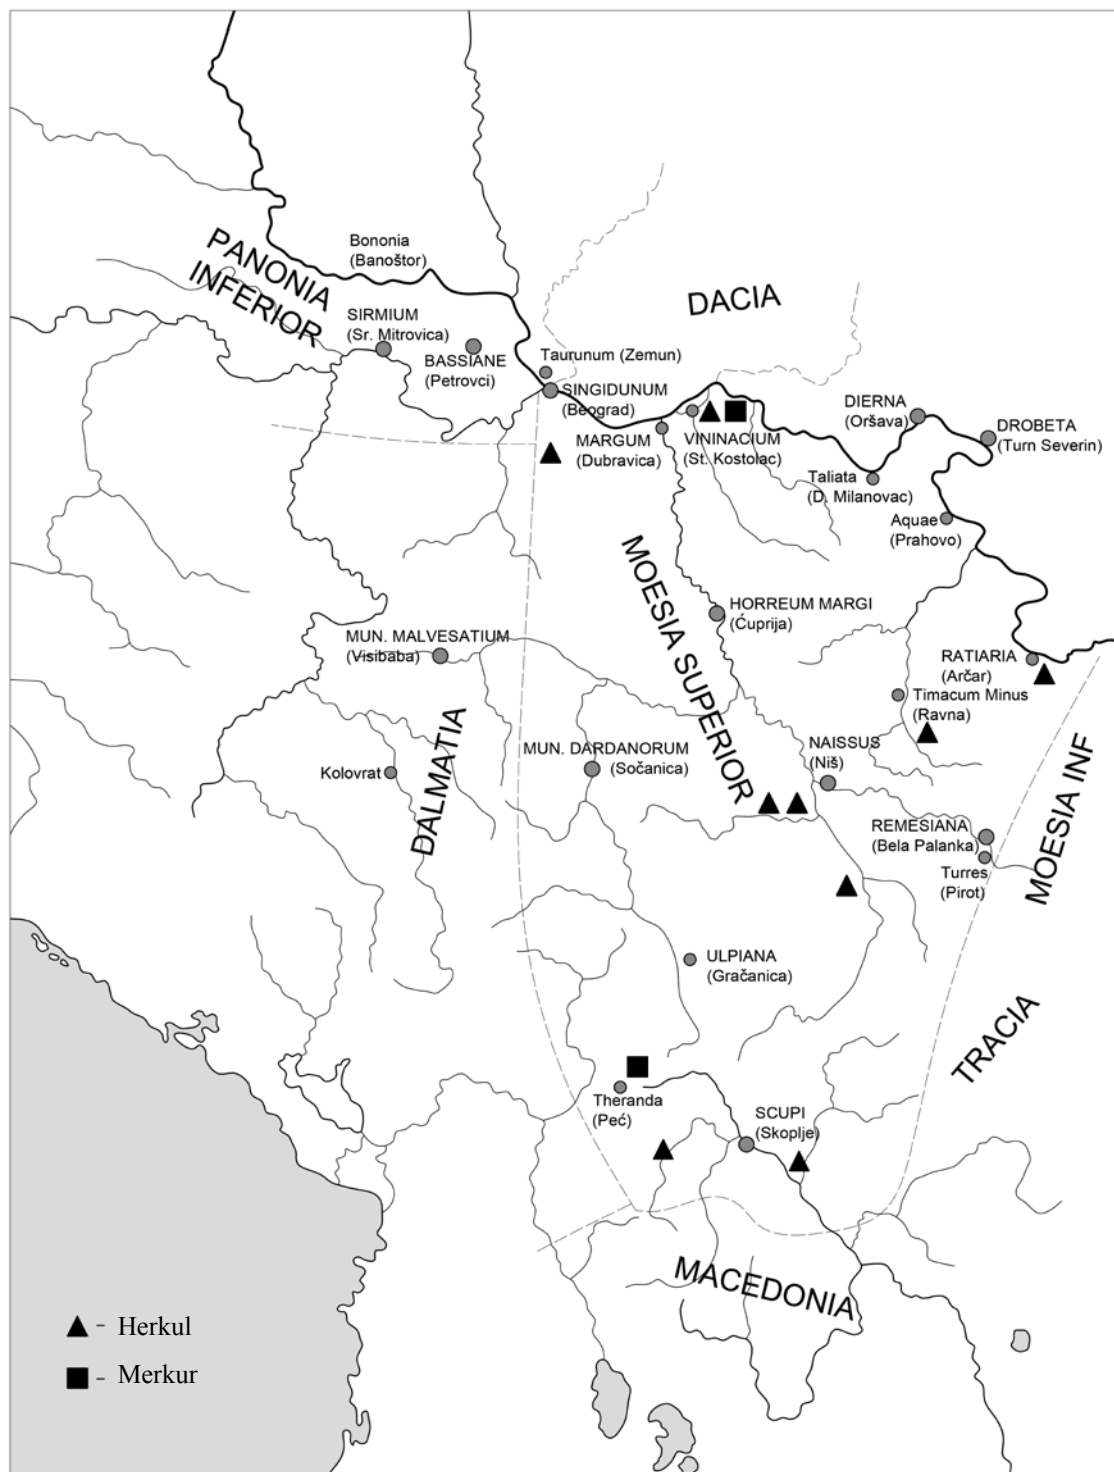 PANONIA
INFERIOR
Bononia
(Banoštor)
DACIA
SIRMIUM
(Sr. Mitrovica)
BASSIANE
(Petrovci)
Taurunum (Zemun)
SINGIDUNUM
(Beograd)
MARGUM
(Dubravica)
VININACIUM
(St. Kostolac)
DIERNA
(Oršava)
DROBETA
(Turn Severin)
Taliata
(D. Milanovac)
Aquae
(Prahovo)
MOESIA SUPERIOR
HORREUM MARGI
(Ćuprija)
MUN. MALVESATIUM
(Visibaba)
RATIARIA
(Arčar)
Timacum Minus
(Ravna)
DALMATIA
MUN. DARDANORUM
(Sočanica)
NAISSUS
(Niš)
Kolovrat
MOESIA INF
REMESIANA
(Bela Palanka)
Turres
(Pirot)
ULPIANA
(Gračanica)
TRACIA
Theranda
(Peć)
SCUPI
(Skoplje)
MACEDONIA
- Herkul
- Merkur